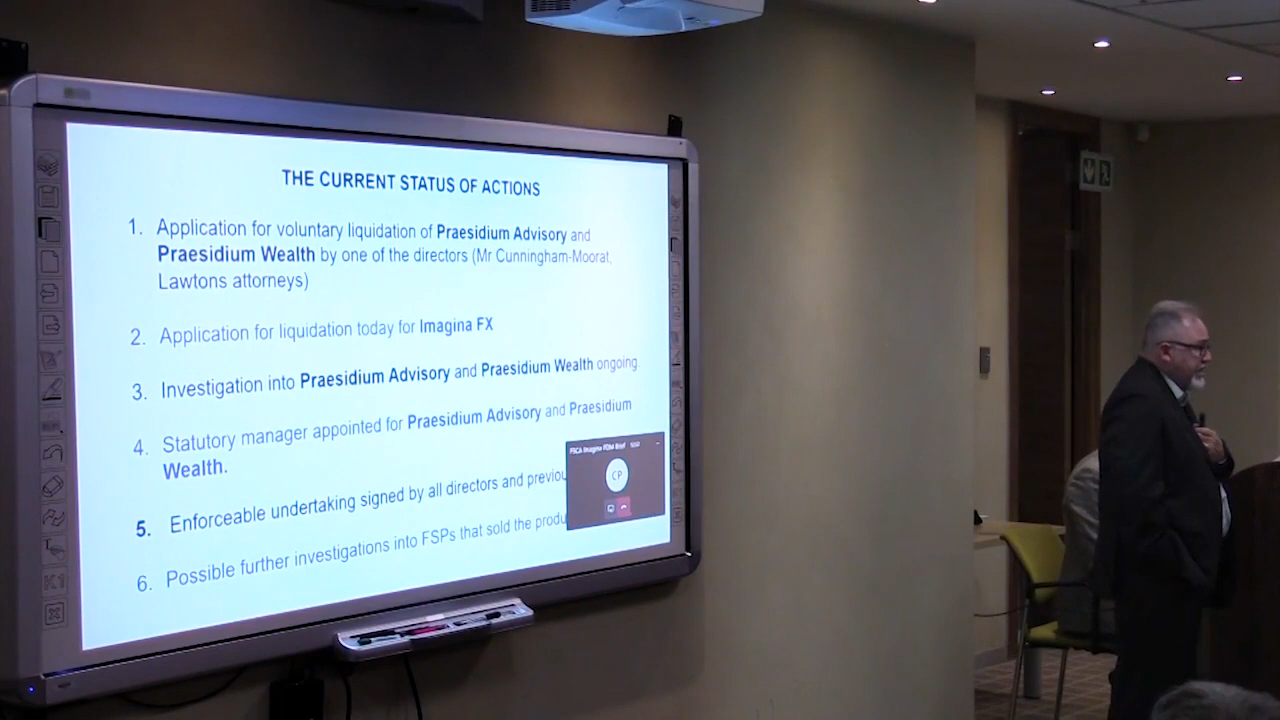 THE CURRENT STATUS OF ACTIONS
1. Application for voluntary liquidation of Praesidium Advisory and
Praesidium Wealth by one of the directors (Mr Cunningham-Moorat,
Lawtons attorneys)
2. Application for liquidation today for Imagina FX
3. Investigation into Praesidium Advisory and Praesidium Wealth ongoing.
4. Statutory manager appointed for Praesidium Advisory and Praesidium
Wealth.
5. Enforceable undertaking signed by all directors and previou
6. Possible further investigations into FSPs that sold the produ
FSCA Imagina
CP
K1